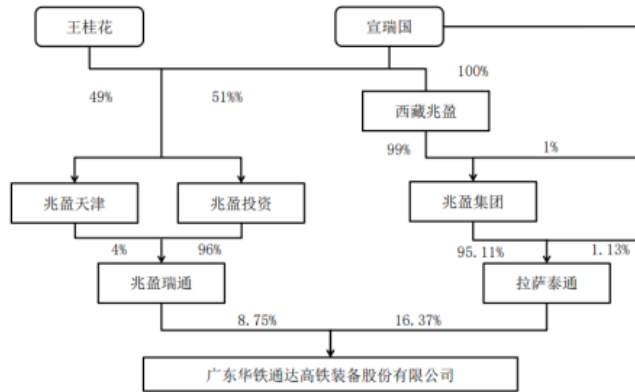 王桂花
宣瑞国
100%
49%
51%%
西藏兆盈
99%
1%
兆盈天津
兆盈投资
兆盈集团
4%
96%
95.11%
1.13%
兆盈瑞通
拉萨泰通
8.75%
16.37%
广东华铁通达高铁装备股份有限公司